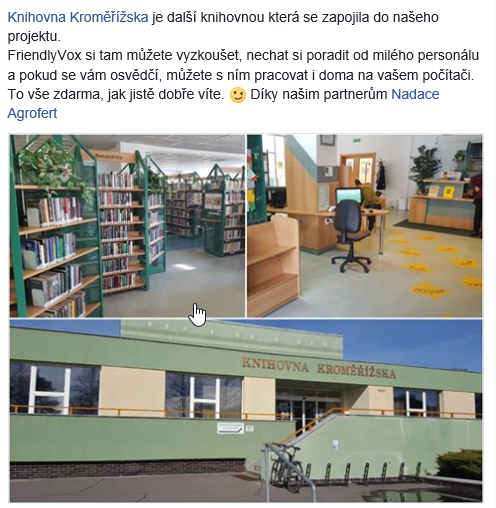 Knihovna Kroměřížska je další knihovnou která se zapojila do našeho
projektu.
FriendlyVox si tam můžete vyzkoušet, nechat si poradit od milého personálu
a pokud se vám osvědčí, můžete s ním pracovat i doma na vašem počítači.
To vše zdarma, jak jistě dobře víte. 😉 Díky našim partnerům Nadace
Agrofert
KNIHOVNA KROMĚŘÍŽSKA